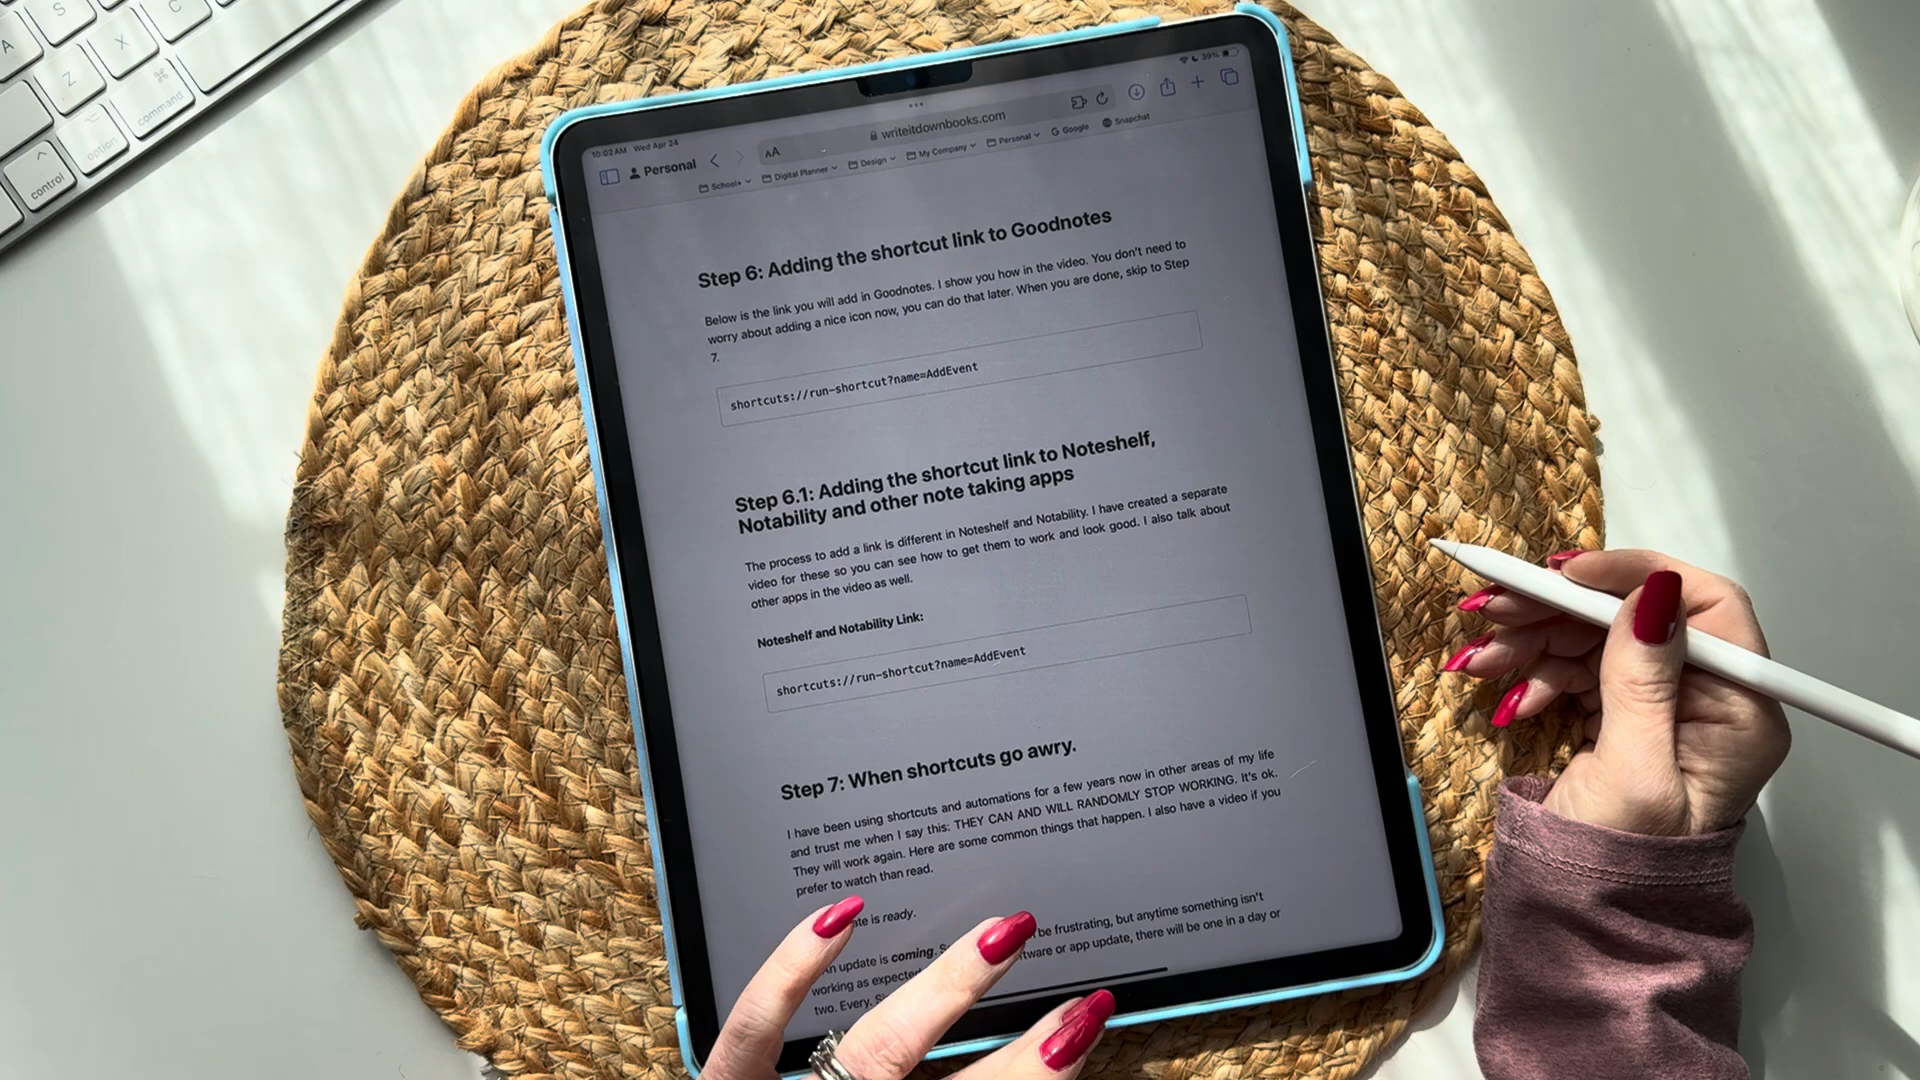 A
S
Z
X
C
⌘
command
⌥
option
^
control
10:02 AM Wed Apr 24
39%
Personal
AA
writeitdownbooks.com
School
Digital Planner
Design
My Company
Personal
G Google
Snapchat
Step 6: Adding the shortcut link to Goodnotes
Below is the link you will add in Goodnotes. I show you how in the video. You don't need to
worry about adding a nice icon now, you can do that later. When you are done, skip to Step
7.
shortcuts://run-shortcut?name=AddEvent
Step 6.1: Adding the shortcut link to Noteshelf,
Notability and other note taking apps
The process to add a link is different in Noteshelf and Notability. I have created a separate
video for these so you can see how to get them to work and look good. I also talk about
other apps in the video as well.
Noteshelf and Notability Link:
shortcuts://run-shortcut?name=AddEvent
Step 7: When shortcuts go awry.
I have been using shortcuts and automations for a few years now in other areas of my life
and trust me when I say this: THEY CAN AND WILL RANDOMLY STOP WORKING. It's ok.
They will work again. Here are some common things that happen. I also have a video if you
prefer to watch than read.
is ready.
An update is coming. be frustrating, but anytime something isn't
working as expected or app update, there will be one in a day or
two. Every.